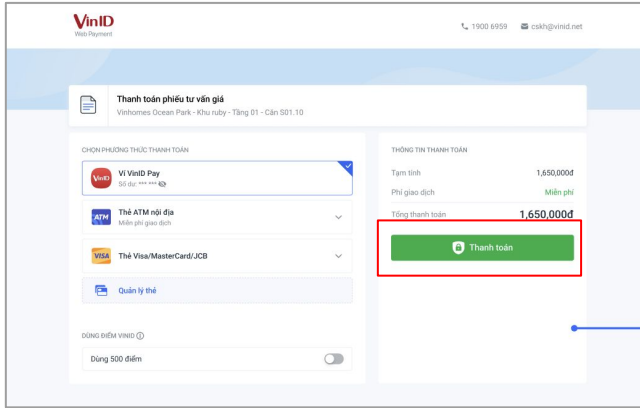 VinID
Web Payment
1900 6959
cskh@vinid.net
Thanh toán phiếu tư vấn giá
Vinhomes Ocean Park - Khu ruby - Tầng 01 - Căn S01.10
CHỌN PHƯƠNG THỨC THANH TOÁN
VinID
Ví VinID Pay
Số dư: *** ***
ATM
Thẻ ATM nội địa
Miễn phí giao dịch
VISA
Thẻ Visa/MasterCard/JCB
Quản lý thẻ
DÙNG ĐIỂM VINID
Dùng 500 điểm
THÔNG TIN THANH TOÁN
Tạm tính 1,650,000đ
Phí giao dịch Miễn phí
Tổng thanh toán 1,650,000đ
Thanh toán